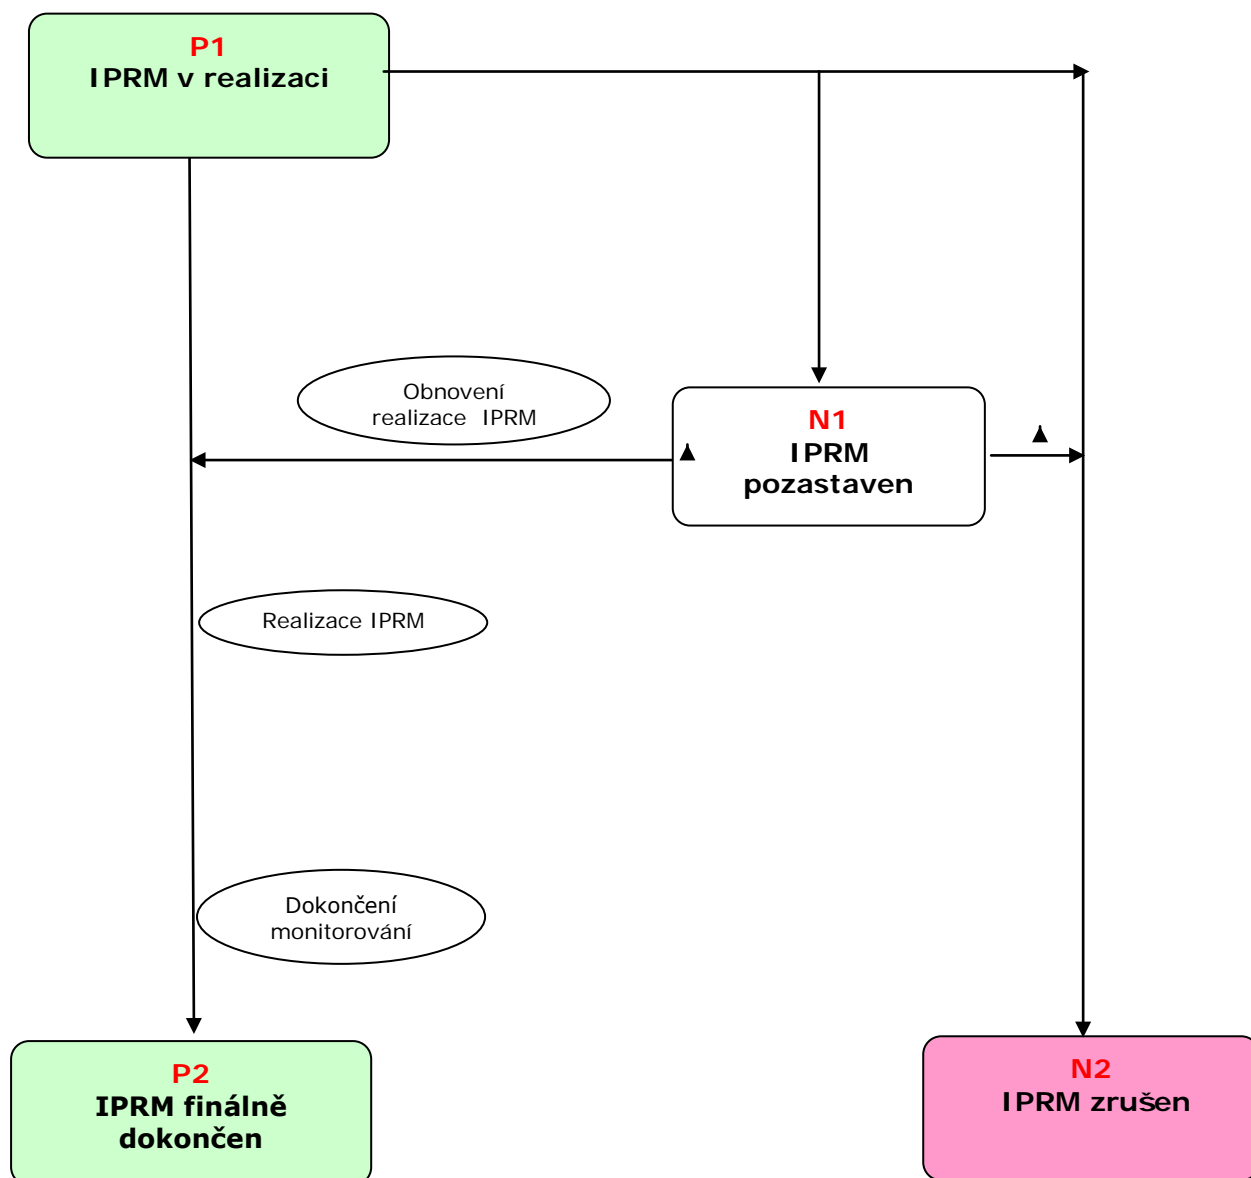 P1
IPRM v realizaci
Obnovení
realizace IPRM
N1
IPRM
pozastaven
Realizace IPRM
Dokončení
monitorování
P2
IPRM finálně
dokončen
N2
IPRM zrušen